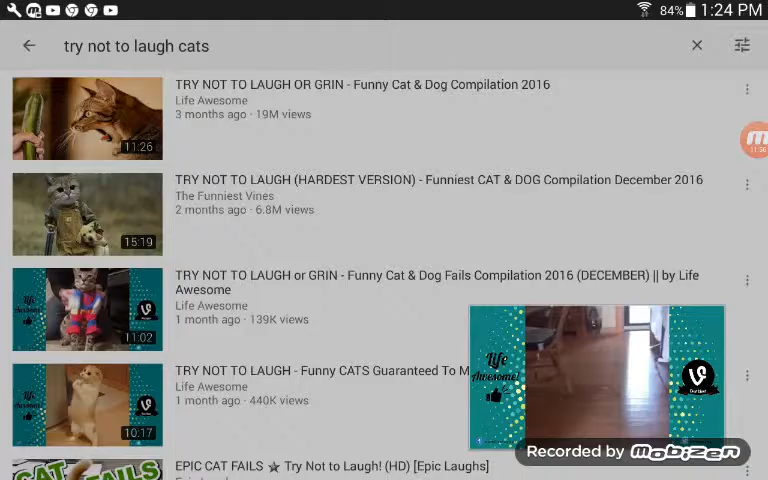 84% 1:24 PM
try not to laugh cats
TRY NOT TO LAUGH OR GRIN - Funny Cat & Dog Compilation 2016
Life Awesome
3 months ago · 19M views
11:26
11:56
TRY NOT TO LAUGH (HARDEST VERSION) - Funniest CAT & DOG Compilation December 2016
The Funniest Vines
2 months ago · 6.8M views
15:19
TRY NOT TO LAUGH or GRIN - Funny Cat & Dog Fails Compilation 2016 (DECEMBER) || by Life
Awesome
Life Awesome
1 month ago · 139K views
11:02
TRY NOT TO LAUGH - Funny CATS Guaranteed To M
Life Awesome
1 month ago · 440K views
10:17
Life
Awesome!
EPIC CAT FAILS ★ Try Not to Laugh! (HD) [Epic Laughs]
CAT FAILS
Recorded by Mobizen